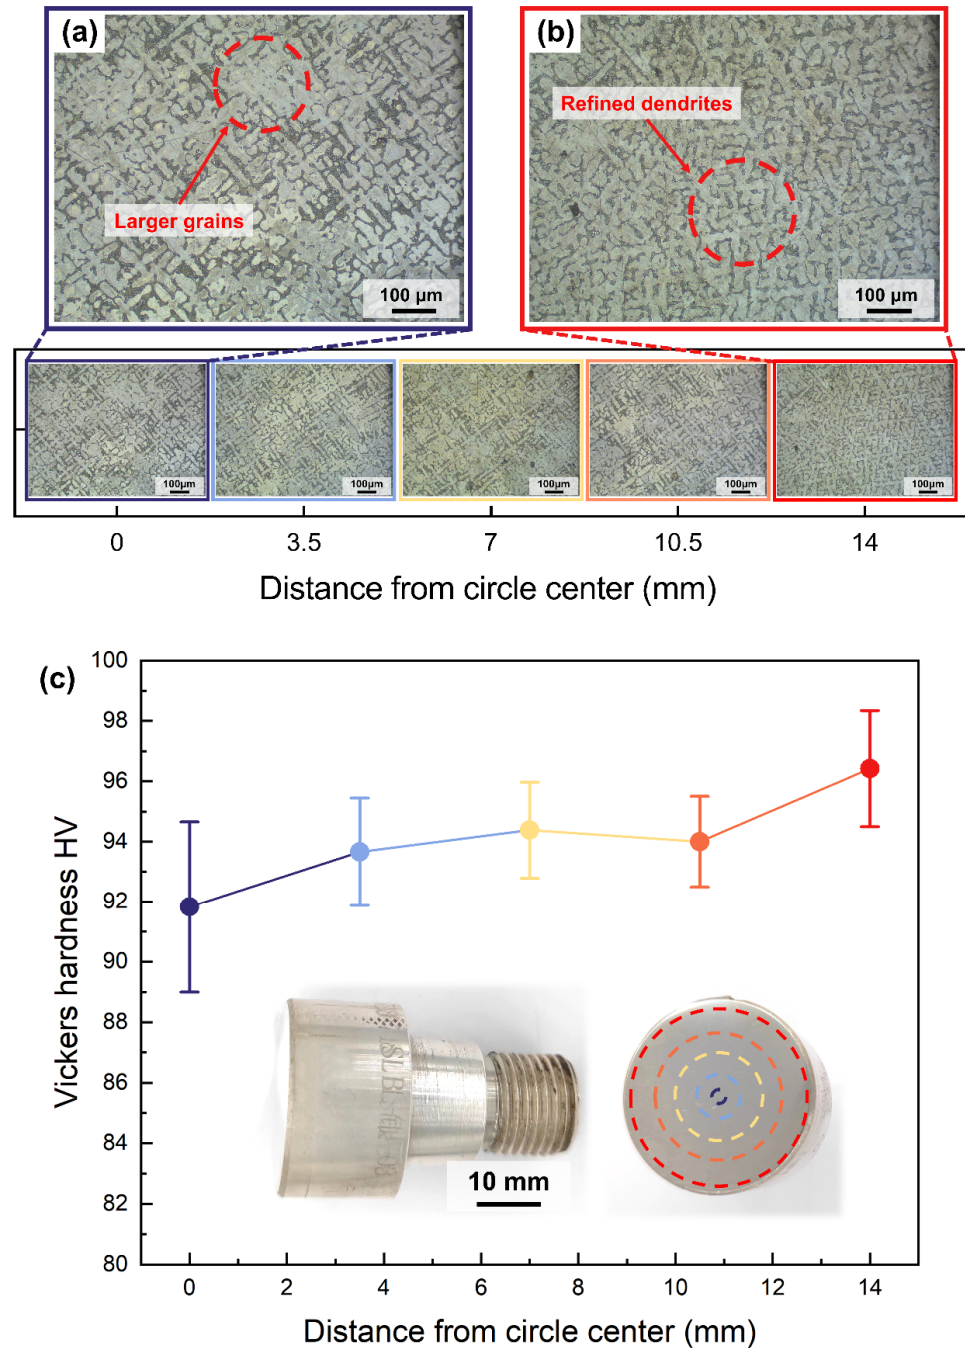 (a)
Larger grains
100 μm
(b)
Refined dendrites
100 μm
100μm
100μm
100μm
100μm
100μm
0
3.5
7
10.5
14
Distance from circle center (mm)
(c)
100
98
96
94
92
90
88
86
84
82
80
Vickers hardness HV
10 mm
0
2
4
6
8
10
12
14
Distance from circle center (mm)